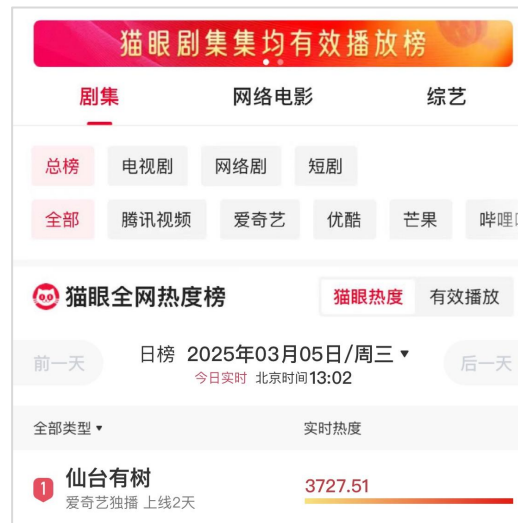 猫眼剧集集均有效播放榜
剧集 网络电影 综艺
总榜 电视剧 网络剧 短剧
全部 腾讯视频 爱奇艺 优酷 芒果 哔哩
猫眼全网热度榜 猫眼热度 有效播放
前一天 日榜 2025年03月05日/周三 ▾ 后一天
今日实时 北京时间13:02
全部类型 ▾ 实时热度
1 仙台有树 3727.51
爱奇艺独播 上线2天